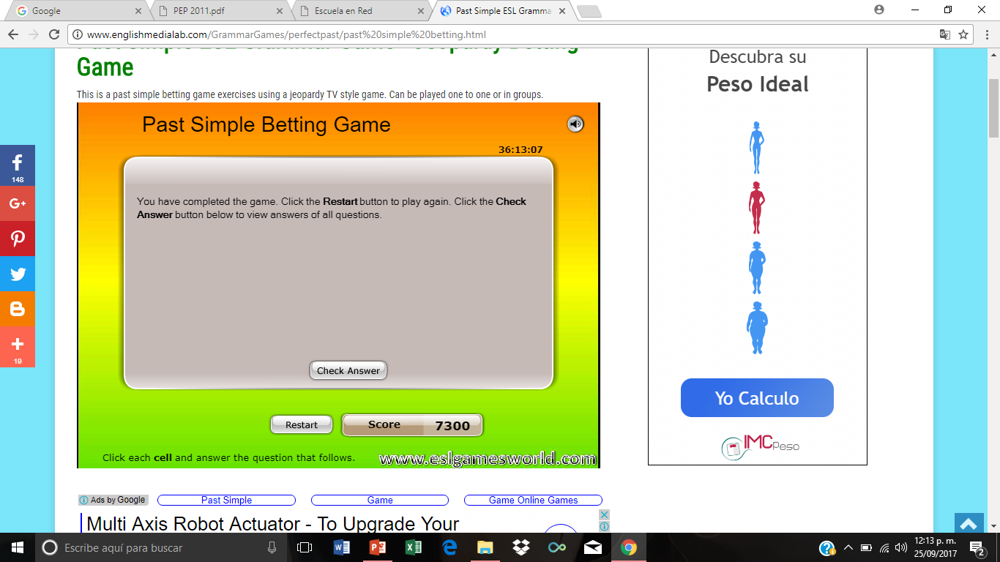 Google
PEP 2011.pdf
Escuela en Red
Past Simple ESL Gramma
www.englishmedialab.com/GrammarGames/perfectpast/past%20simple%20betting.html
Game
This is a past simple betting game exercises using a jeopardy TV style game. Can be played one to one or in groups.
Past Simple Betting Game
36:13:07
You have completed the game. Click the Restart button to play again. Click the Check
Answer button below to view answers of all questions.
Check Answer
Restart
Score 7300
Click each cell and answer the question that follows.
www.eslgamesworld.com
148
G+
19
Descubra su
Peso Ideal
Yo Calculo
IMC Peso
Ads by Google
Past Simple
Game
Game Online Games
Multi Axis Robot Actuator - To Upgrade Your
Escribe aquí para buscar
12:13 p. m.
25/09/2017
2